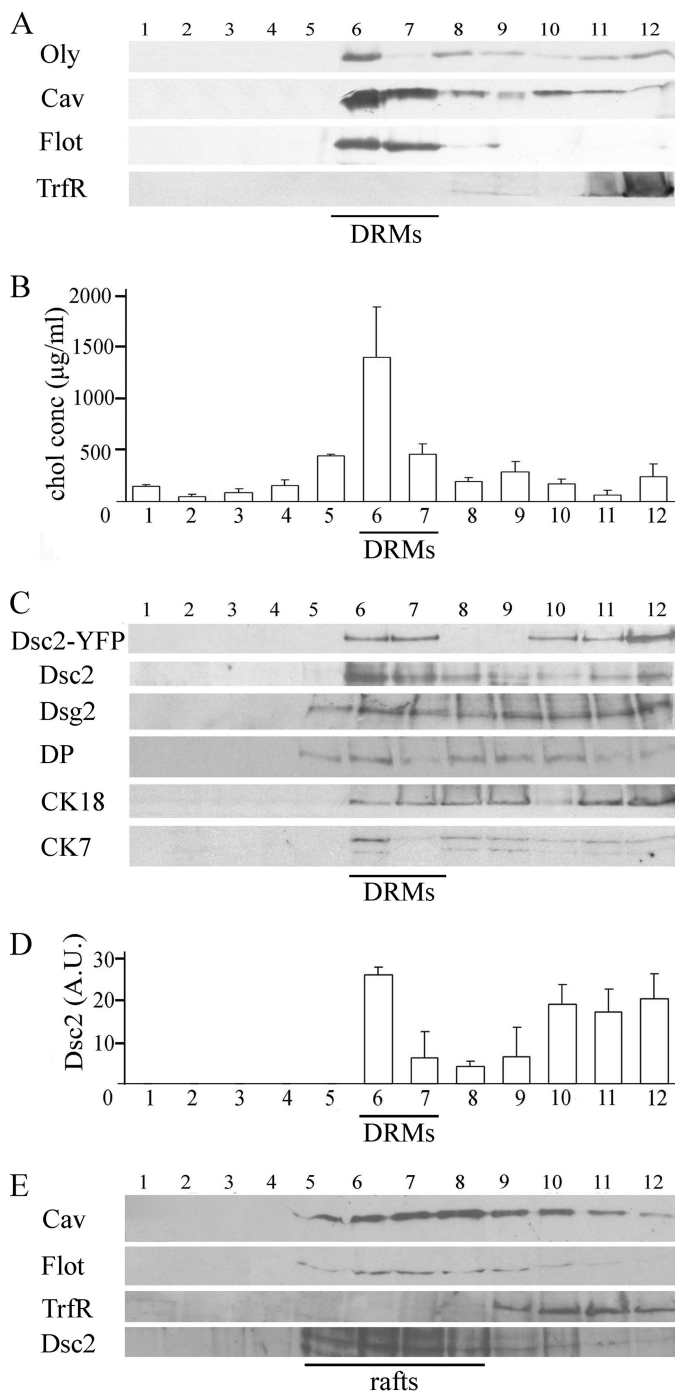 A
1 2 3 4 5 6 7 8 9 10 11 12
Oly
Cav
Flot
TrfR
DRMs
B
chol conc (µg/ml)
2000
1500
1000
500
0
1 2 3 4 5 6 7 8 9 10 11 12
DRMs
C
1 2 3 4 5 6 7 8 9 10 11 12
Dsc2-YFP
Dsc2
Dsg2
DP
CK18
CK7
DRMs
D
Dsc2 (A.U.)
30
20
10
0
1 2 3 4 5 6 7 8 9 10 11 12
DRMs
E
1 2 3 4 5 6 7 8 9 10 11 12
Cav
Flot
TrfR
Dsc2
rafts